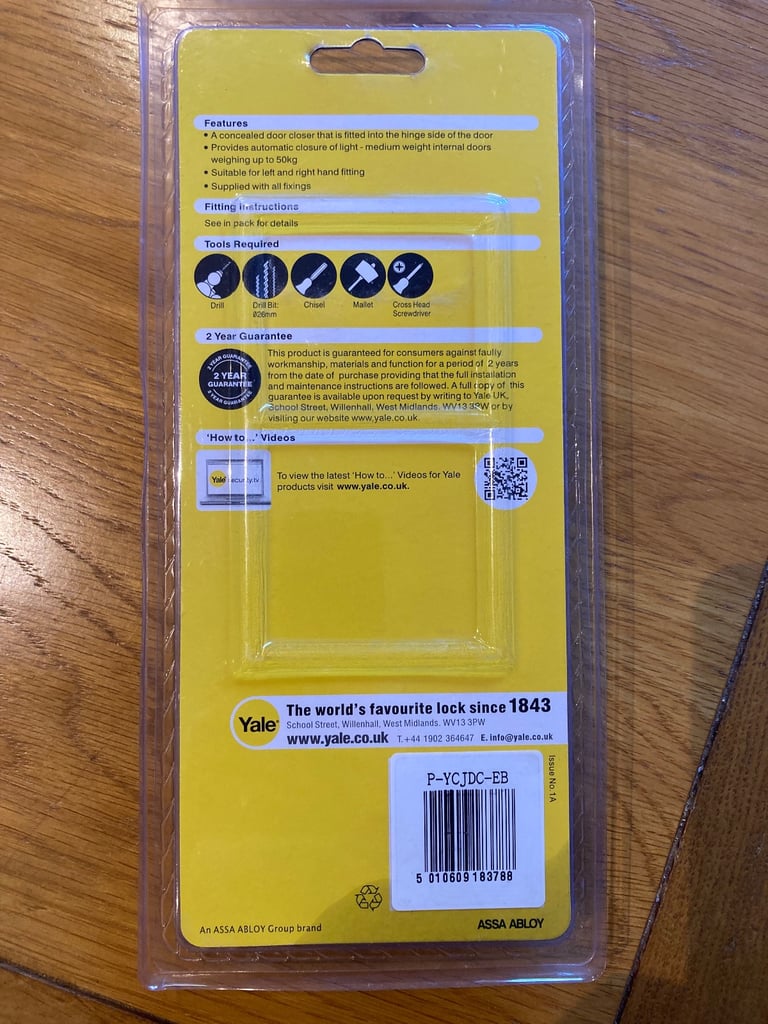 Features
• A concealed door closer that is fitted into the hinge side of the door
• Provides automatic closure of light - medium weight internal doors
weighing up to 50kg
• Suitable for left and right hand fitting
• Supplied with all fixings
Fitting Instructions
See in pack for details
Tools Required
Drill
Drill Bit:
Ø26mm
Chisel
Mallet
Cross Head
Screwdriver
2 Year Guarantee
2 YEAR GUARANTEE
2 YEAR
GUARANTEE
2 YEAR GUARANTEE
This product is guaranteed for consumers against faulty
workmanship, materials and function for a period of 2 years
from the date of purchase providing that the full installation
and maintenance instructions are followed. A full copy of this
guarantee is available upon request by writing to Yale UK,
School Street, Willenhall, West Midlands. WV13 3PW or by
visiting our website www.yale.co.uk.
'How to...' Videos
Yale security.tv
To view the latest 'How to...' Videos for Yale
products visit www.yale.co.uk.
Yale
The world's favourite lock since 1843
School Street, Willenhall, West Midlands. WV13 3PW
www.yale.co.uk T.+44 1902 364647 E. info@yale.co.uk
Issue No.1A
P-YCJDC-EB
5 010609 183788
An ASSA ABLOY Group brand
ASSA ABLOY